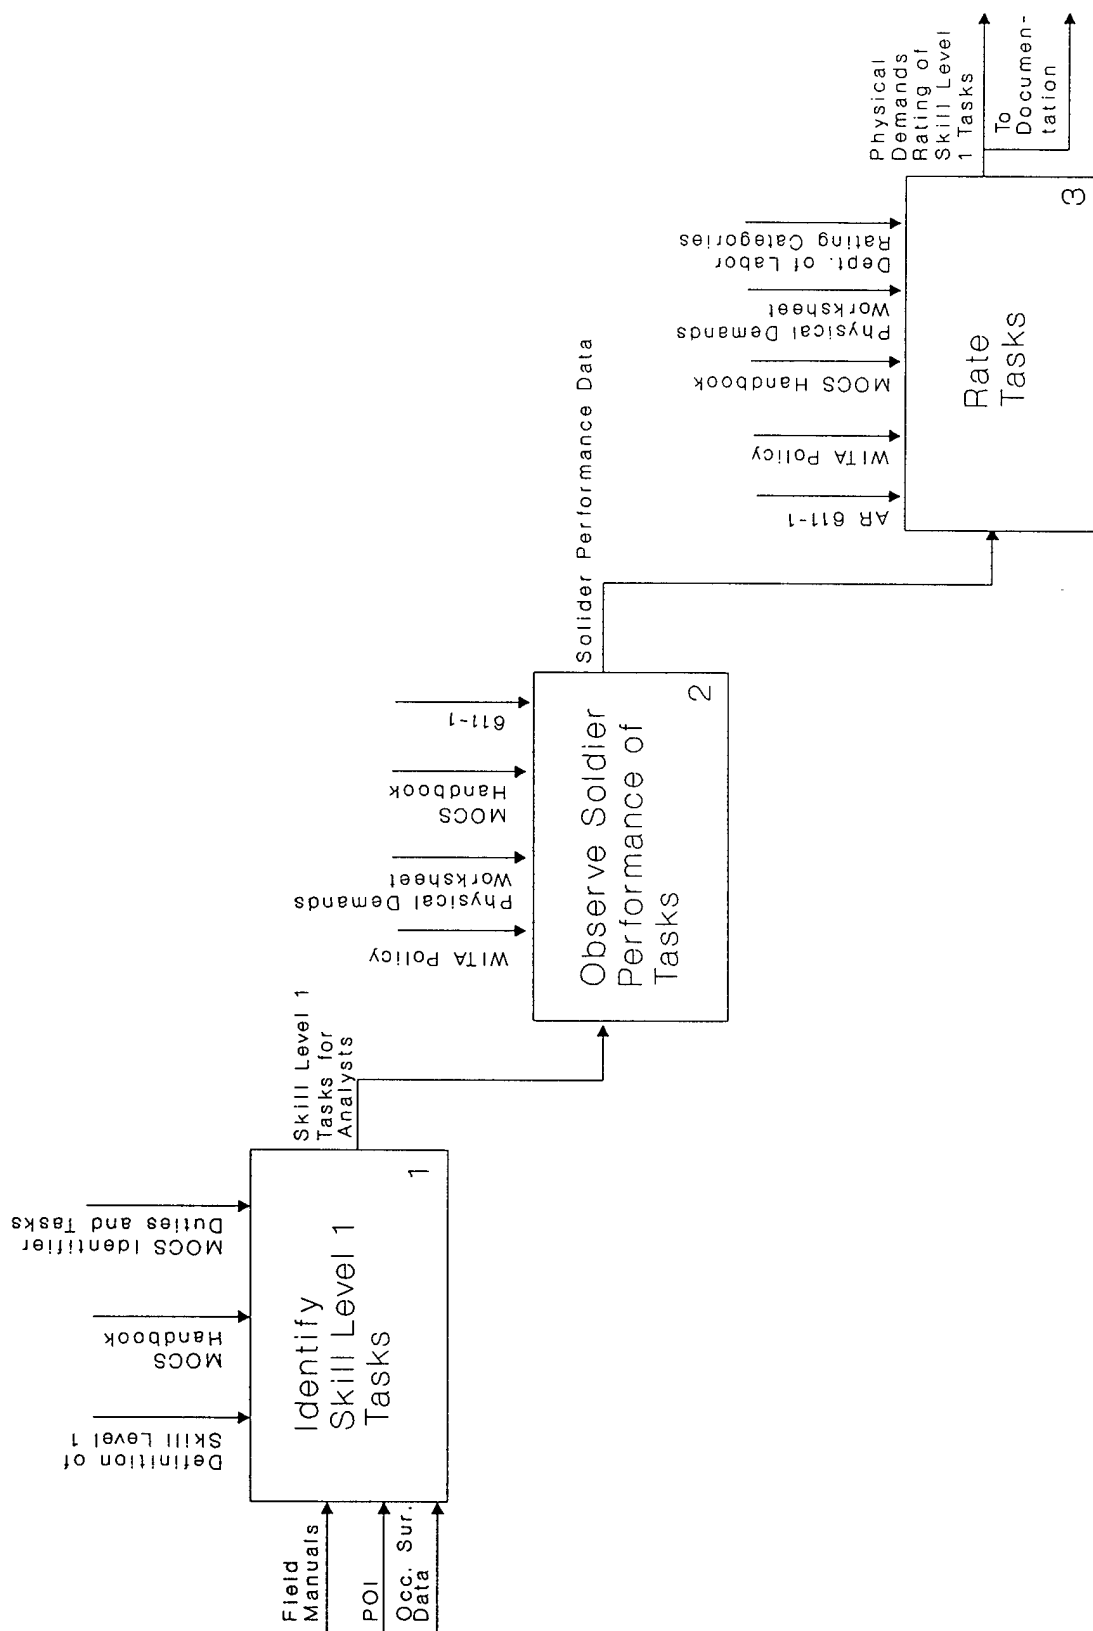 Field
Manuals
POI
Occ. Sur.
Data
Definition of
Skill Level 1
MOCS
Handbook
MOCS Identifier
Duties and Tasks
Identify
Skill Level 1
Tasks
1
Skill Level 1
Tasks for
Analysts
WITA Policy
Physical Demands
Worksheet
MOCS
Handbook
611-1
Observe Soldier
Performance of
Tasks
2
Solider Performance Data
AR 611-1
WITA Policy
MOCS Handbook
Physical Demands
Worksheet
Dept. of Labor
Rating Categories
Rate
Tasks
3
Physical
Demands
Rating of
Skill Level
1 Tasks
To
Documen-
tation